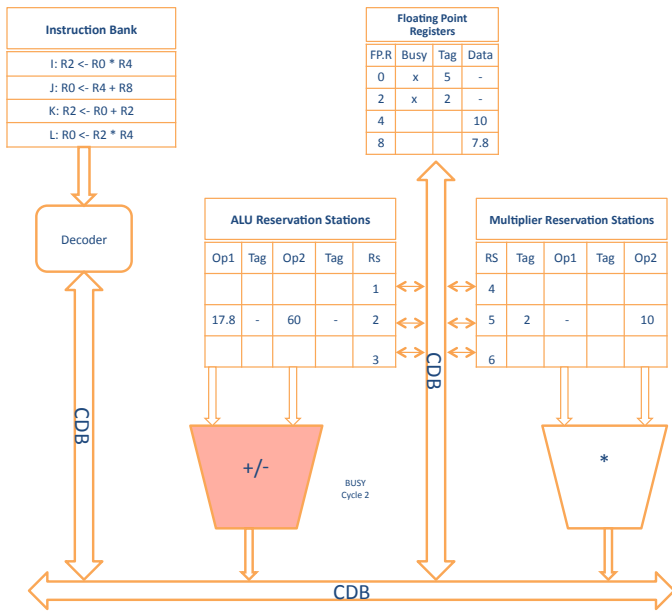 Instruction Bank
I: R2 <- R0 * R4
J: R0 <- R4 + R8
K: R2 <- R0 + R2
L: R0 <- R2 * R4
Decoder
CDB
Floating Point
Registers
FP.R Busy Tag Data
0 x 5 -
2 x 2 -
4 10
8 7.8
ALU Reservation Stations
Op1 Tag Op2 Tag Rs
1
17.8 - 60 - 2
3
CDB
Multiplier Reservation Stations
RS Tag Op1 Tag Op2
4
5 2 - 10
6
+/-
BUSY
Cycle 2
*
CDB